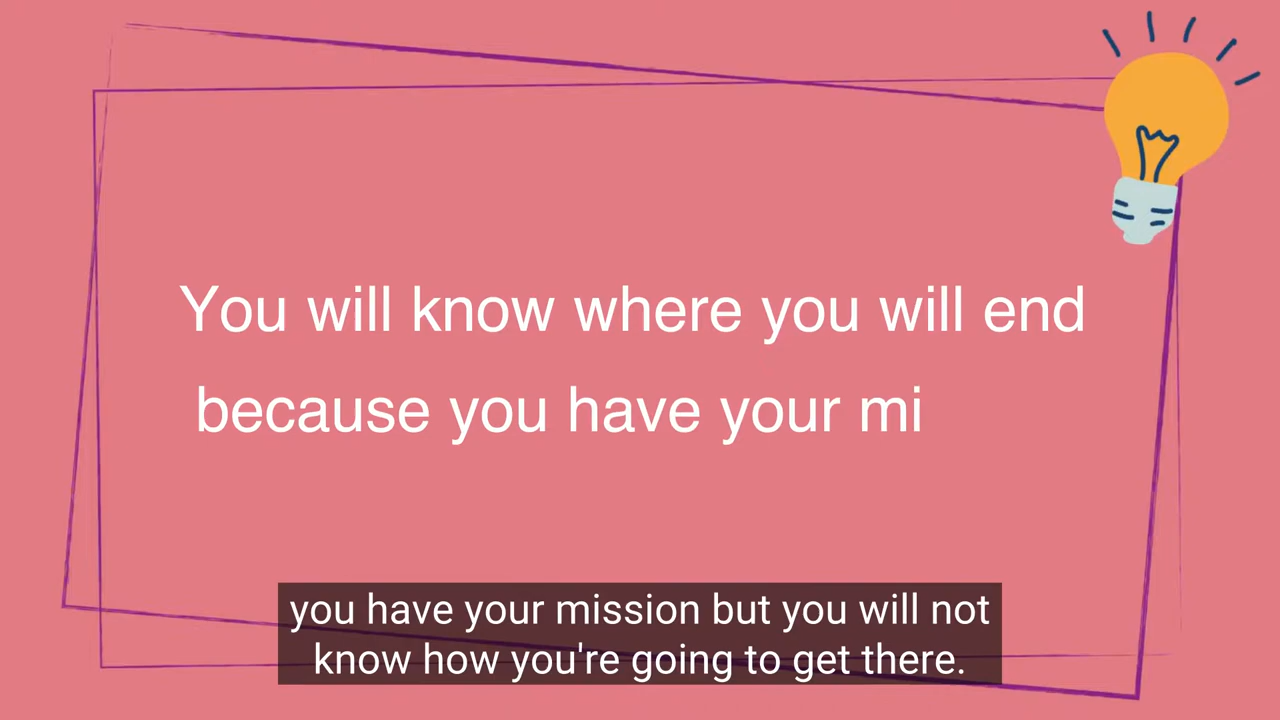 You will know where you will end
because you have your mi
you have your mission but you will not
know how you're going to get there.